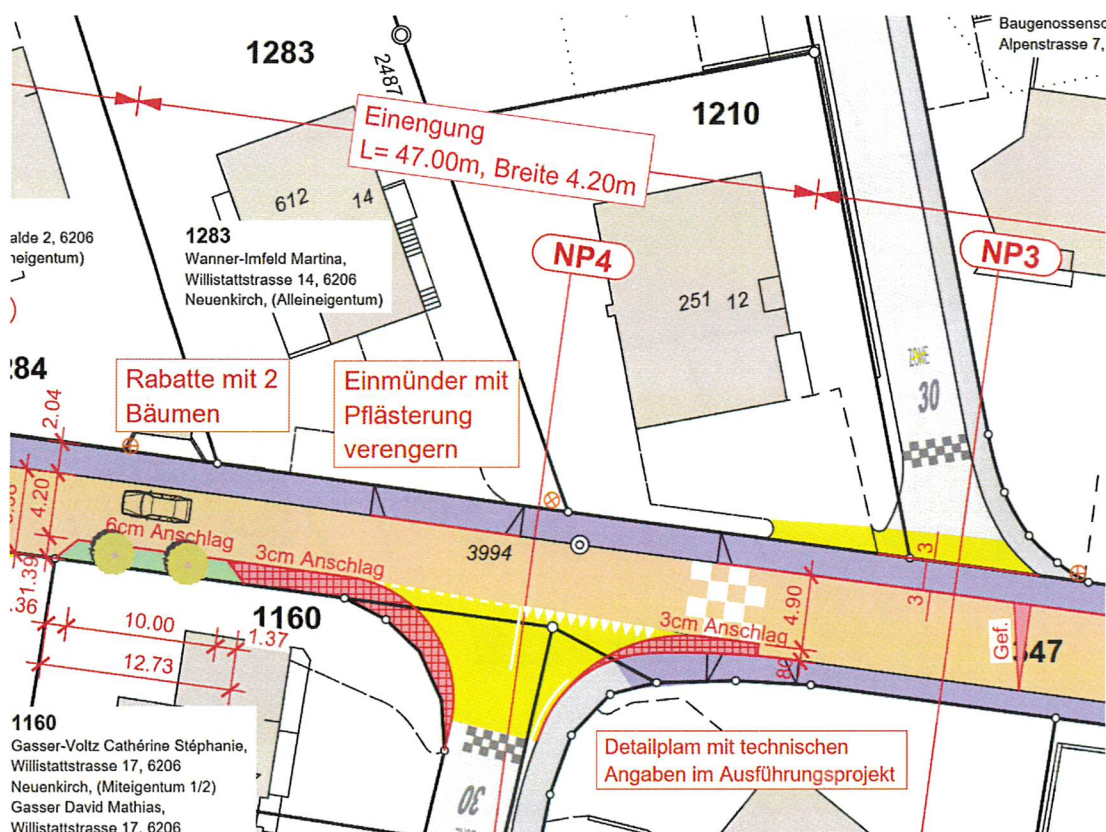 1283
2487
1210
Baugenossensc
Alpenstrasse 7,
Einengung
L= 47.00m, Breite 4.20m
612
14
NP4
NP3
alde 2, 6206
neigentum)
1283
Wanner-Imfeld Martina,
Willistattstrasse 14, 6206
Neuenkirch, (Alleineigentum)
251
12
284
Rabatte mit 2
Bäumen
Einmünder mit
Pflästerung
verengern
ZONE
30
2.04
4.20
6cm Anschlag
3cm Anschlag
3994
3
3
4.90
3cm Anschlag
1.39
.36
10.00
1.37
12.73
1160
Gef.
347
1160
Gasser-Voltz Cathérine Stéphanie,
Willistattstrasse 17, 6206
Neuenkirch, (Miteigentum 1/2)
Gasser David Mathias,
Willistattstrasse 17, 6206
30
Detailplam mit technischen
Angaben im Ausführungsprojekt